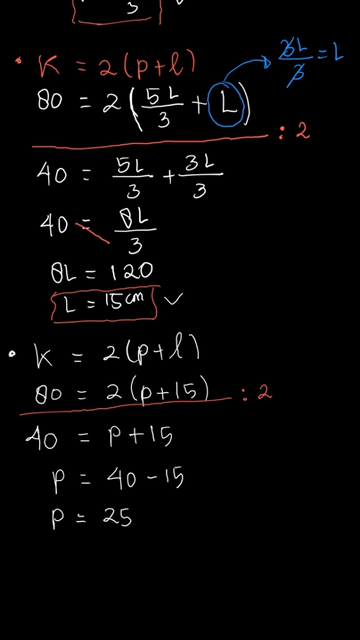 3
• K = 2(p+l)
3L/3 = L
80 = 2(5L/3 + L)
: 2
40 = 5L/3 + 3L/3
40 = 8L/3
8L = 120
L = 15cm ✓
• K = 2(p+l)
80 = 2(p+15) : 2
40 = p+15
p = 40-15
p = 25